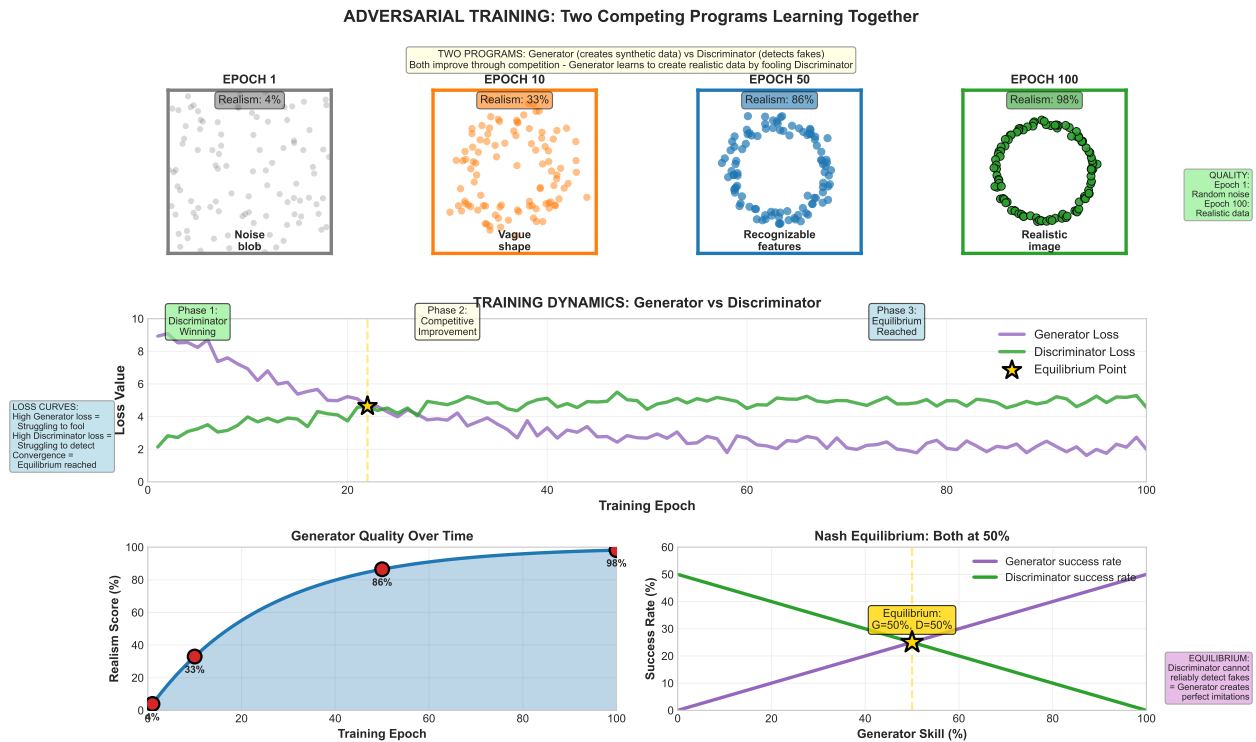 ADVERSARIAL TRAINING: Two Competing Programs Learning Together
TWO PROGRAMS: Generator (creates synthetic data) vs Discriminator (detects fakes)
Both improve through competition - Generator learns to create realistic data by fooling Discriminator
EPOCH 1
Realism: 4%
Noise
blob
EPOCH 10
Realism: 33%
Vague
shape
EPOCH 50
Realism: 86%
Recognizable
features
EPOCH 100
Realism: 98%
Realistic
image
QUALITY:
Epoch 1:
Random noise
Epoch 100:
Realistic data
TRAINING DYNAMICS: Generator vs Discriminator
Phase 1:
Discriminator
Winning
Phase 2:
Competitive
Improvement
Phase 3:
Equilibrium
Reached
Generator Loss
Discriminator Loss
Equilibrium Point
Loss Value
10
8
6
4
2
0
0 20 40 60 80 100
Training Epoch
LOSS CURVES:
High Generator loss =
Struggling to fool
High Discriminator loss =
Struggling to detect
Convergence =
Equilibrium reached
Generator Quality Over Time
Realism Score (%)
100
80
60
40
20
0
4%
33%
86%
98%
0 20 40 60 80 100
Training Epoch
Nash Equilibrium: Both at 50%
Success Rate (%)
60
50
40
30
20
10
0
Generator success rate
Discriminator success rate
Equilibrium:
G=50%, D=50%
0 20 40 60 80 100
Generator Skill (%)
EQUILIBRIUM:
Discriminator cannot
reliably detect fakes
= Generator creates
perfect imitations